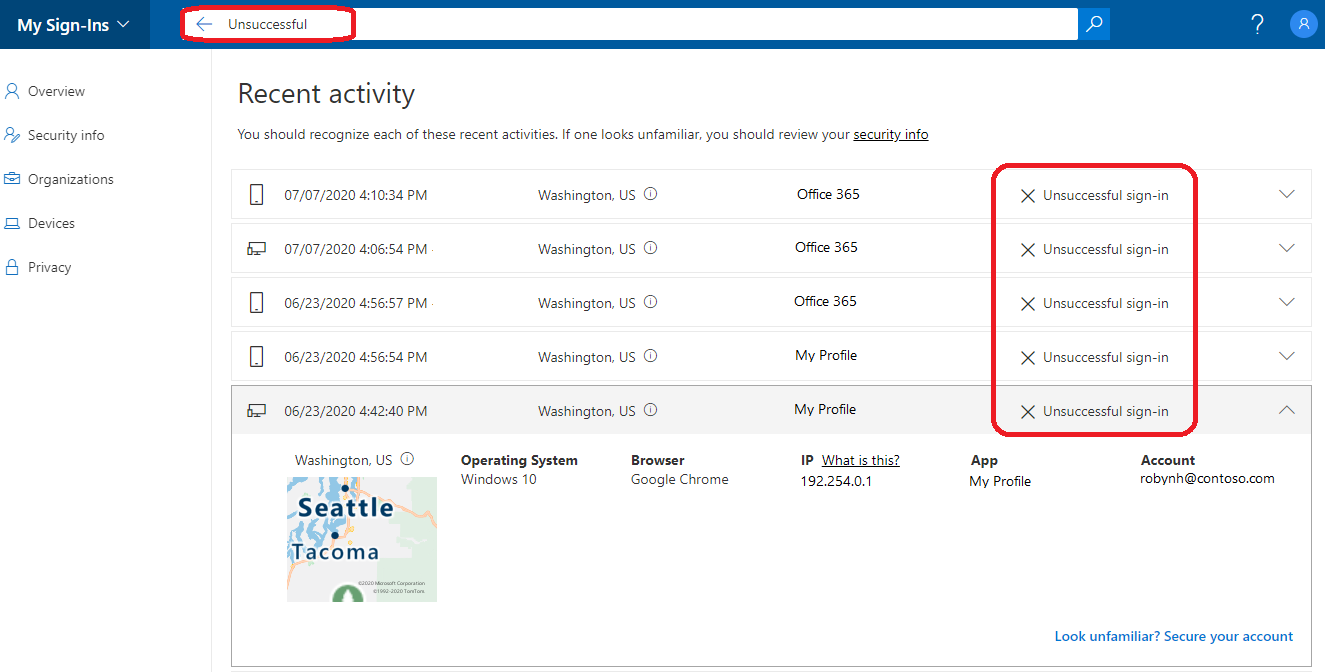 My Sign-Ins
Unsuccessful
?
Overview
Security info
Organizations
Devices
Privacy
Recent activity
You should recognize each of these recent activities. If one looks unfamiliar, you should review your security info
07/07/2020 4:10:34 PM Washington, US Office 365 Unsuccessful sign-in
07/07/2020 4:06:54 PM Washington, US Office 365 Unsuccessful sign-in
06/23/2020 4:56:57 PM Washington, US Office 365 Unsuccessful sign-in
06/23/2020 4:56:54 PM Washington, US My Profile Unsuccessful sign-in
06/23/2020 4:42:40 PM Washington, US My Profile Unsuccessful sign-in
Washington, US Operating System Browser IP What is this? App Account
Windows 10 Google Chrome 192.254.0.1 My Profile robynh@contoso.com
Seattle
Tacoma
©2020 Microsoft Corporation
©1992-2020 TomTom
Look unfamiliar? Secure your account